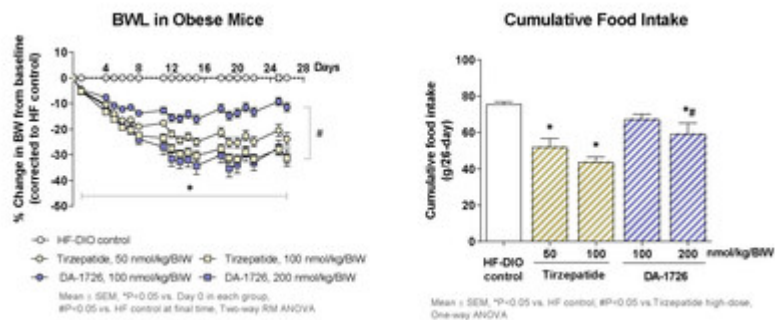 BWL in Obese Mice
% Change in BW from baseline
(corrected to HF control)
10
0
-10
-20
-30
-40
-50
4 8 12 16 20 24 28 Days
#
*
HF-DIO control
Tirzepatide, 50 nmol/kg/BIW
Tirzepatide, 100 nmol/kg/BIW
DA-1726, 100 nmol/kg/BIW
DA-1726, 200 nmol/kg/BIW
Mean ± SEM, *P<0.05 vs. Day 0 in each group,
#P<0.05 vs. HF control at final time, Two-way RM ANOVA
Cumulative Food Intake
Cumulative food intake
(g/26-day)
100
80
60
40
20
0
*
*
*#
HF-DIO
control
50 100 100 200 nmol/kg/BIW
Tirzepatide DA-1726
Mean ± SEM, *P<0.05 vs. HF control, #P<0.05 vs.Tirzepatide high-dose,
One-way ANOVA